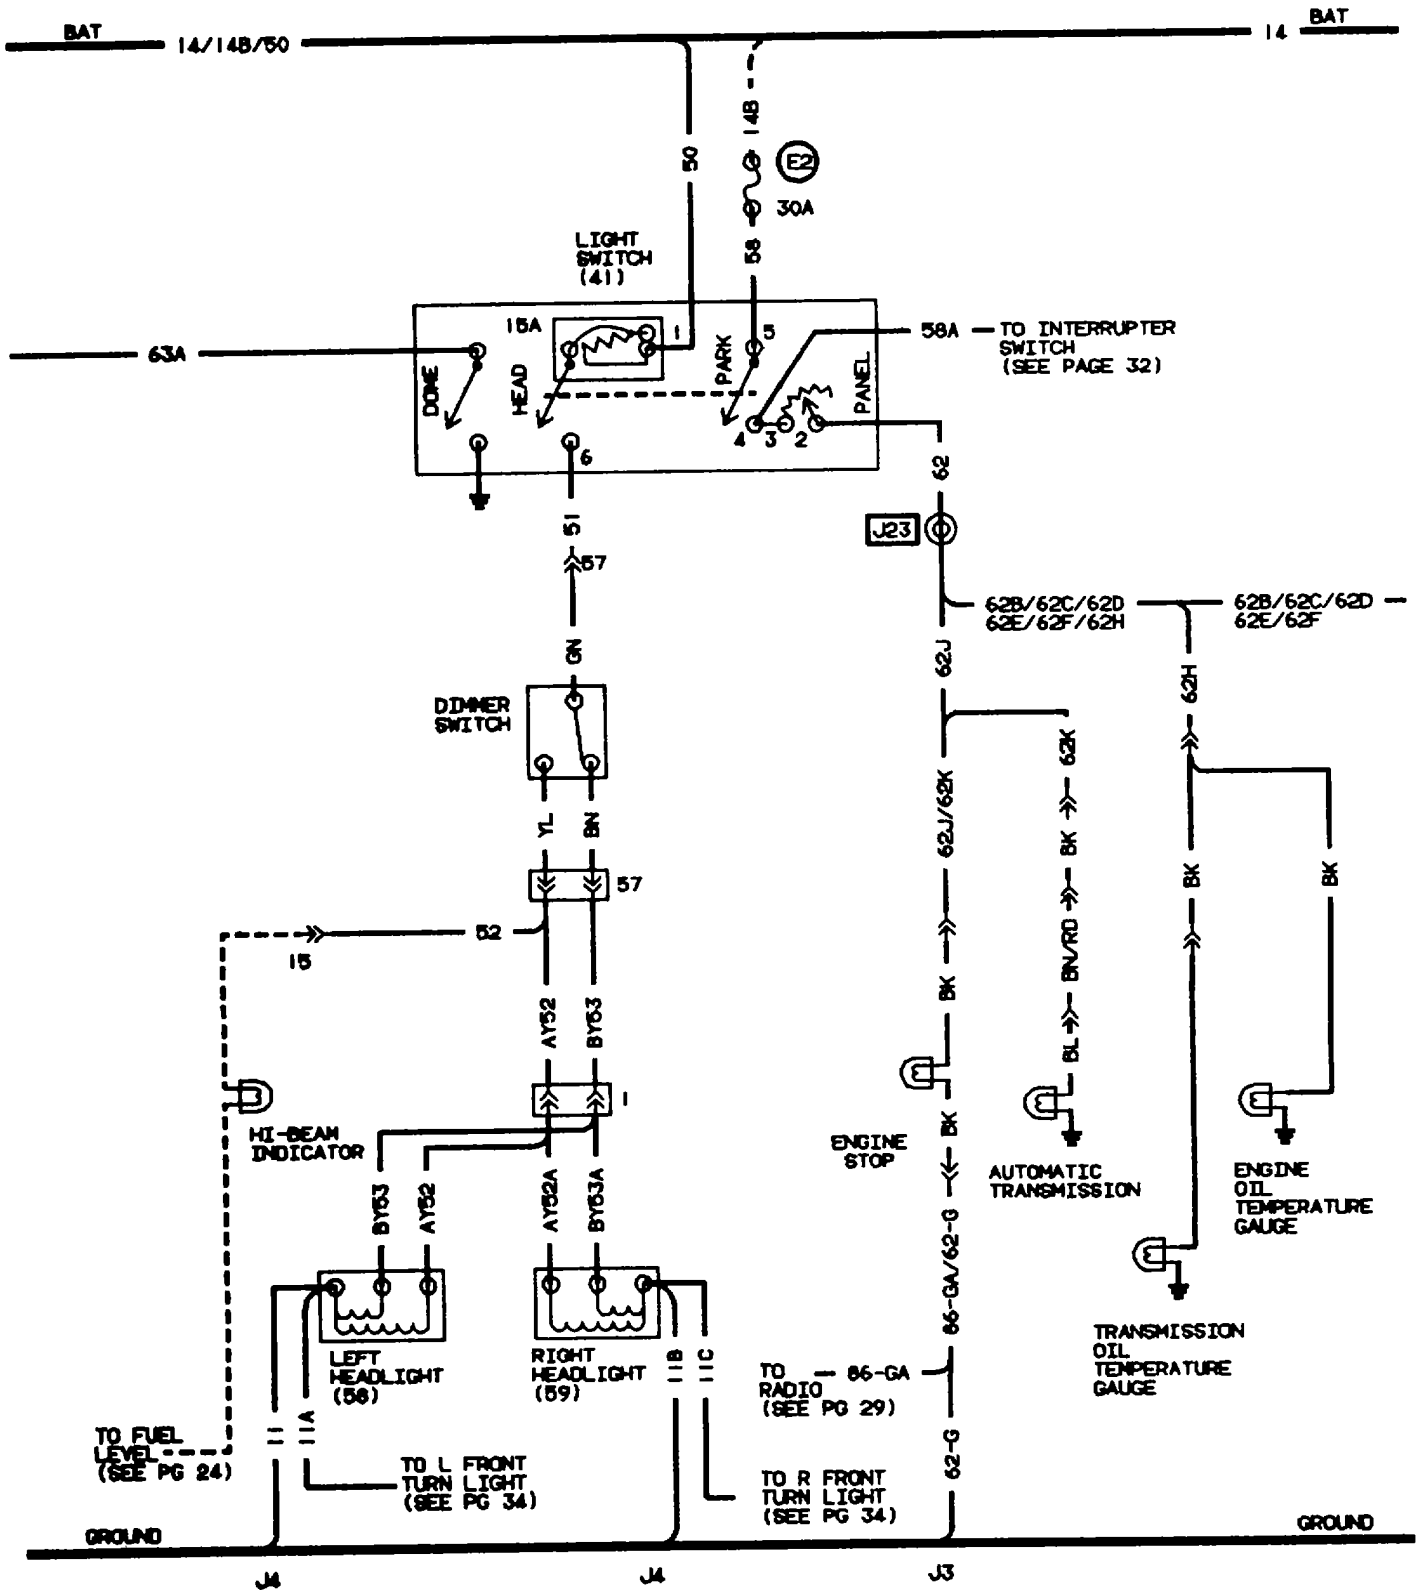 BAT
14/14B/50
14
BAT
50
14B
E2
30A
58
LIGHT
SWITCH
(41)
15A
1
5
58A
TO INTERRUPTER
SWITCH
(SEE PAGE 32)
63A
DOME
HEAD
PARK
PANEL
4
3
2
6
62
51
J23
57
62B/62C/62D
62E/62F/62H
62B/62C/62D
62E/62F
GN
62J
62H
DIMMER
SWITCH
62K
YL
BN
62J/62K
BK
BK
BK
57
52
15
BN/RD
BK
AY52
BY53
BL
1
HI-BEAM
INDICATOR
BK
ENGINE
STOP
AUTOMATIC
TRANSMISSION
ENGINE
OIL
TEMPERATURE
GAUGE
BY53
AY52
AY52A
BY53A
86-GA/62-G
LEFT
HEADLIGHT
(58)
RIGHT
HEADLIGHT
(59)
11B
11C
TRANSMISSION
OIL
TEMPERATURE
GAUGE
TO
RADIO
(SEE PG 29)
86-GA
11
11A
TO FUEL
LEVEL
(SEE PG 24)
TO L FRONT
TURN LIGHT
(SEE PG 34)
TO R FRONT
TURN LIGHT
(SEE PG 34)
62-G
GROUND
GROUND
J4
J4
J3